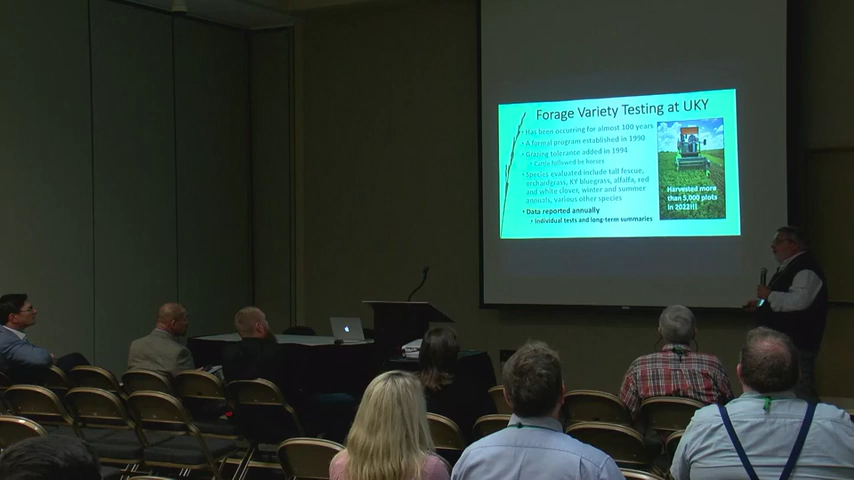 Forage Variety Testing at UKY
• Has been occurring for almost 100 years
• A formal program established in 1990
• Grazing tolerance added in 1994
• Cattle followed by horses
• Species evaluated include tall fescue,
orchardgrass, KY bluegrass, alfalfa, red
and white clover, winter and summer
annuals, various other species
• Data reported annually
• Individual tests and long-term summaries
Harvested more
than 5,000 plots
in 2022!!!